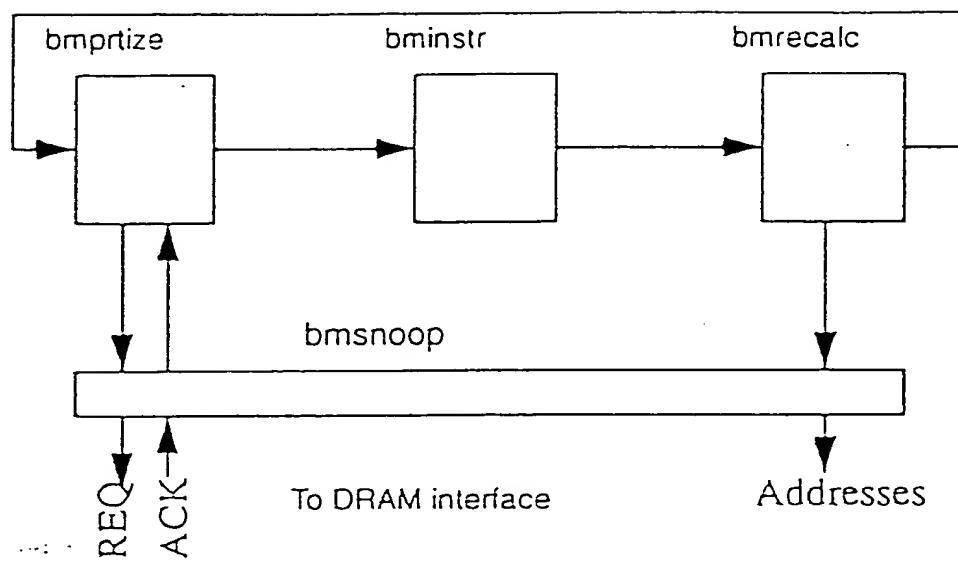 bmprtize
bminstr
bmrecalc
bmsnoop
REQ
ACK
To DRAM interface
Addresses